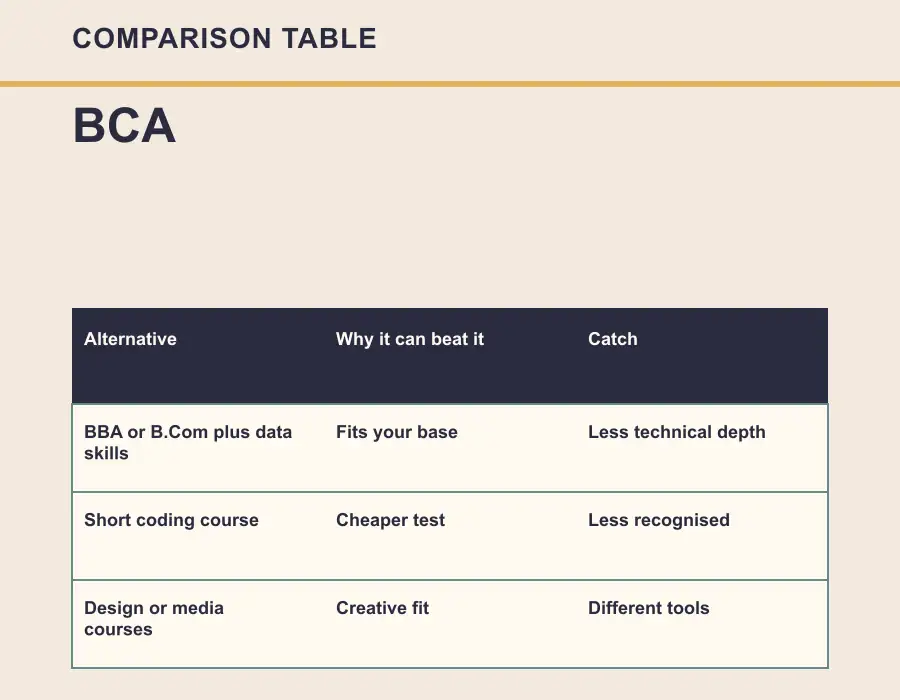 COMPARISON TABLE
BCA
Alternative Why it can beat it Catch
BBA or B.Com plus data Fits your base Less technical depth
skills
Short coding course Cheaper test Less recognised
Design or media Creative fit Different tools
courses